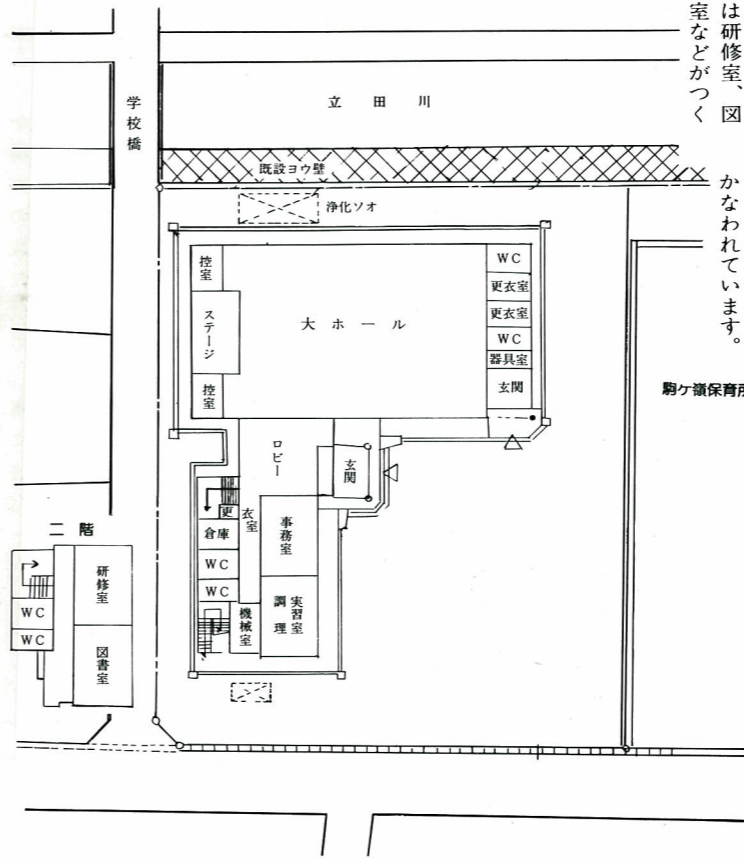 は研修室、図
室などがつく
かなわれています。
学校橋
立田川
既設ヨウ壁
浄化ソオ
控室
ステージ
控室
大ホール
WC
更衣室
更衣室
WC
器具室
玄関
駒ケ嶺保育所
ロビー
玄関
更衣室
倉庫
WC
WC
事務室
調理実習室
機械室
二階
研修室
図書室
WC
WC